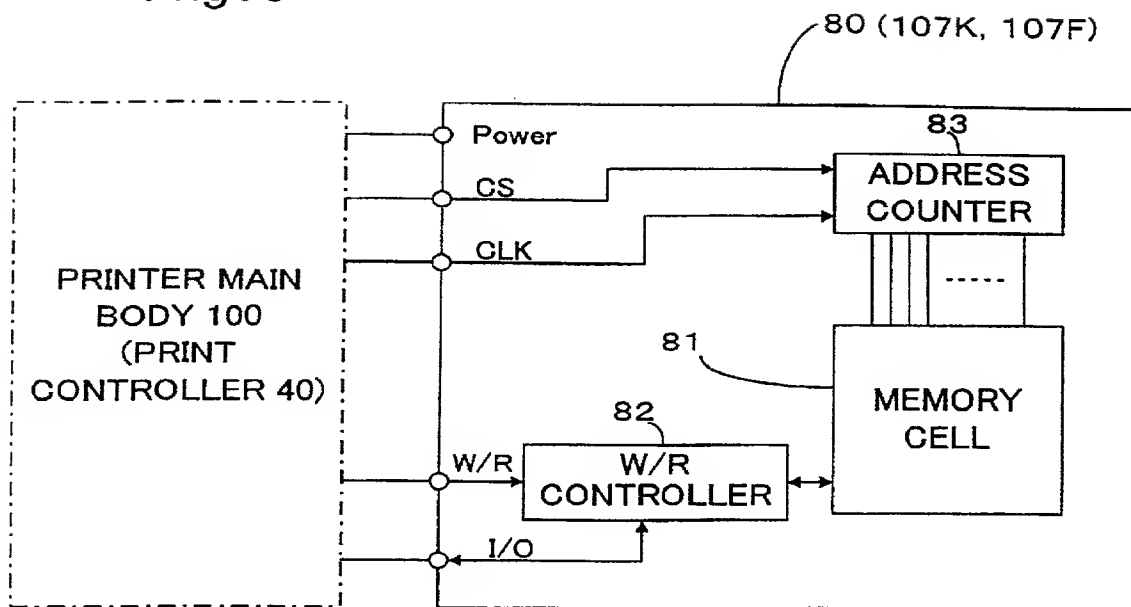 80 (107K, 107F)
Power
CS
CLK
83
ADDRESS
COUNTER
PRINTER MAIN
BODY 100
(PRINT
CONTROLLER 40)
81
MEMORY
CELL
82
W/R
W/R
CONTROLLER
I/O